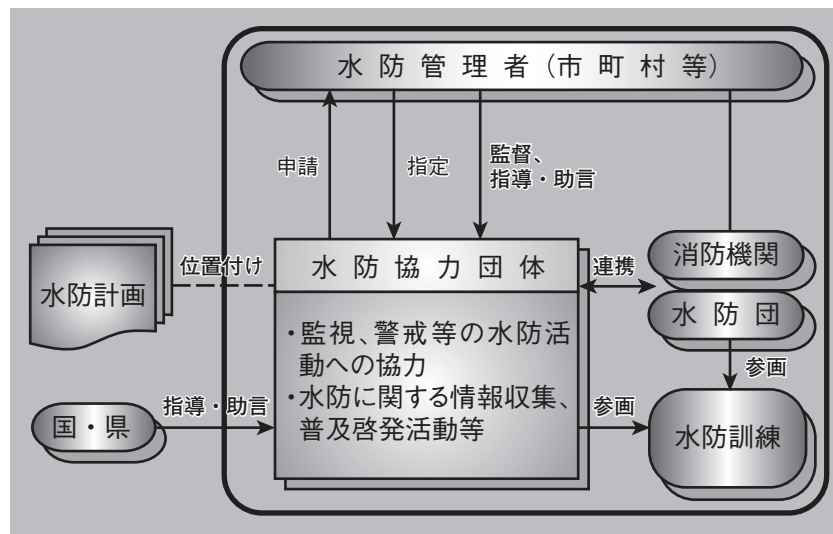 水防管理者（市町村等）
申請
指定
監督、
指導・助言
水防計画
位置付け
水防協力団体
連携
消防機関
水防団
・監視、警戒等の水防活
動への協力
・水防に関する情報収集、
普及啓発活動等
参画
国・県
指導・助言
参画
水防訓練